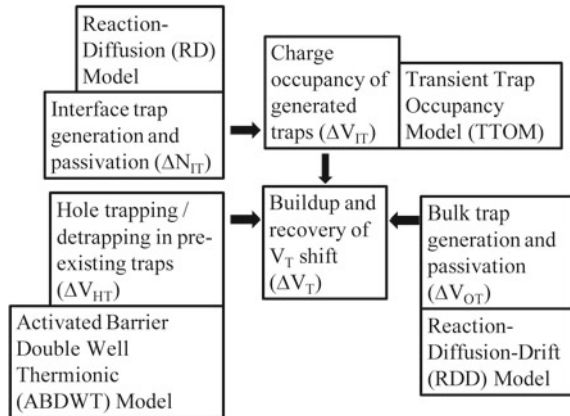 Reaction-
Diffusion (RD)
Model
Interface trap
generation and
passivation (ΔN_IT)
Charge
occupancy of
generated
traps (ΔV_IT)
Transient Trap
Occupancy
Model (TTOM)
Hole trapping /
detrapping in pre-
existing traps
(ΔV_HT)
Activated Barrier
Double Well
Thermionic
(ABDWT) Model
Buildup and
recovery of
V_T shift
(ΔV_T)
Bulk trap
generation and
passivation
(ΔV_OT)
Reaction-
Diffusion-Drift
(RDD) Model